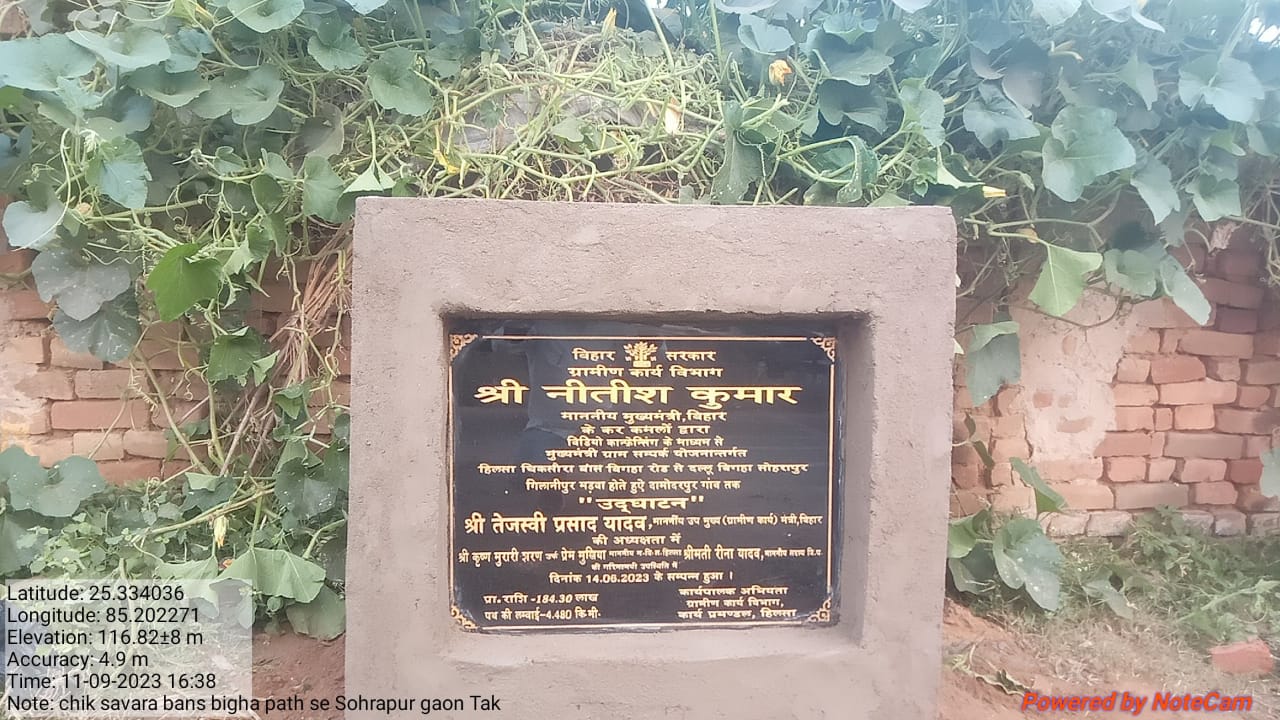 बिहार सरकार
ग्रामीण कार्य विभाग
श्री नीतीश कुमार
माननीय मुख्यमंत्री,बिहार
के कर कमलों द्वारा
विडियो कान्फ्रेन्सिंग के माध्यम से
मुख्यमंत्री ग्राम सम्पर्क योजनान्तर्गत
हिलसा चिकसौरा बांस बिगहा रोड से दल्लू बिगहा सोहरापुर
गिलानीपुर मड़वा होते हुऐ दामोदरपुर गांव तक
""उद्घाटन""
श्री तेजस्वी प्रसाद यादव, माननीय उप मुख्य (ग्रामीण कार्य) मंत्री,बिहार
की अध्यक्षता में
श्री कृष्ण मुरारी शरण उर्फ प्रेम मुखिया माननीय स॰वि॰स॰हिलसा श्रीमती रीना यादव, माननीय सदस्य वि.प.
की गरिमामयी उपस्थिति में
दिनांक 14.06.2023 के सम्पन्न हुआ ।
प्रा. राशि -184.30 लाख
पथ की लम्बाई-4.480 कि.मी.
कार्यपालक अभियंता
ग्रामीण कार्य विभाग,
कार्य प्रमण्डल, हिलसा
Latitude: 25.334036
Longitude: 85.202271
Elevation: 116.82±8 m
Accuracy: 4.9 m
Time: 11-09-2023 16:38
Note: chik savara bans bigha path se Sohrapur gaon Tak
Powered by NoteCam